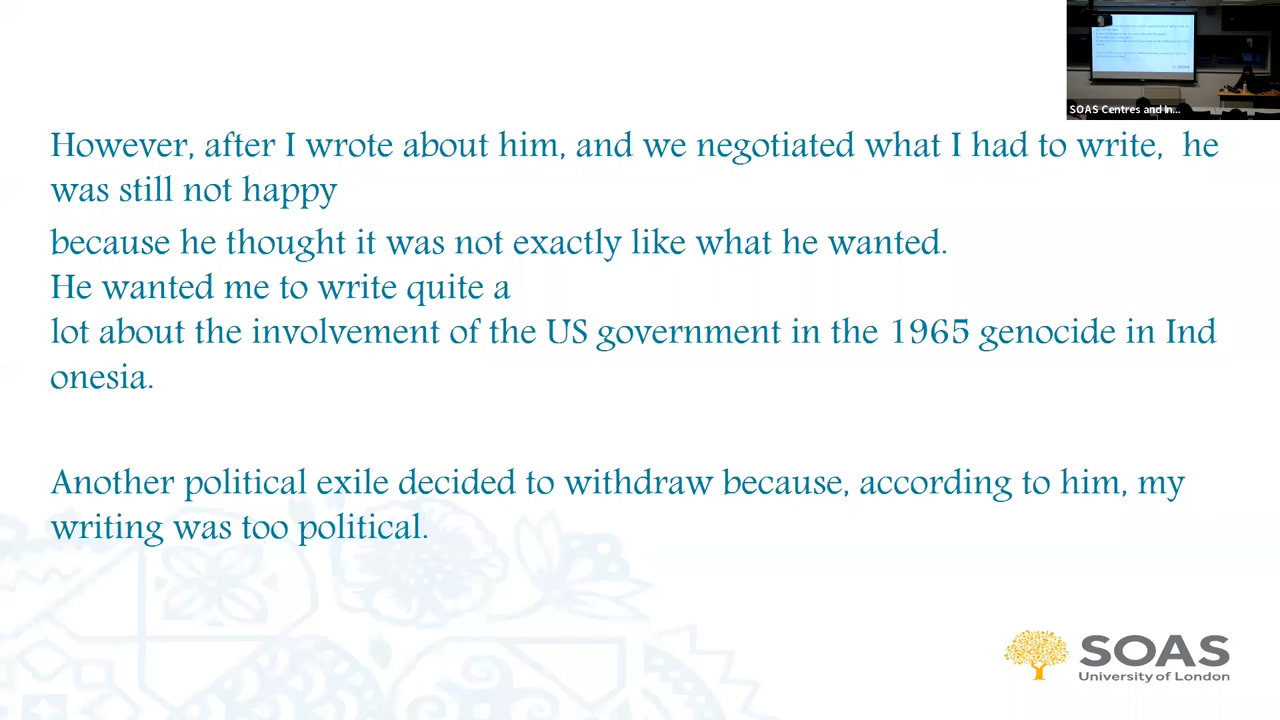 SOAS Centres and In...
However, after I wrote about him, and we negotiated what I had to write, he
was still not happy
because he thought it was not exactly like what he wanted.
He wanted me to write quite a
lot about the involvement of the US government in the 1965 genocide in Ind
onesia.
Another political exile decided to withdraw because, according to him, my
writing was too political.
SOAS
University of London